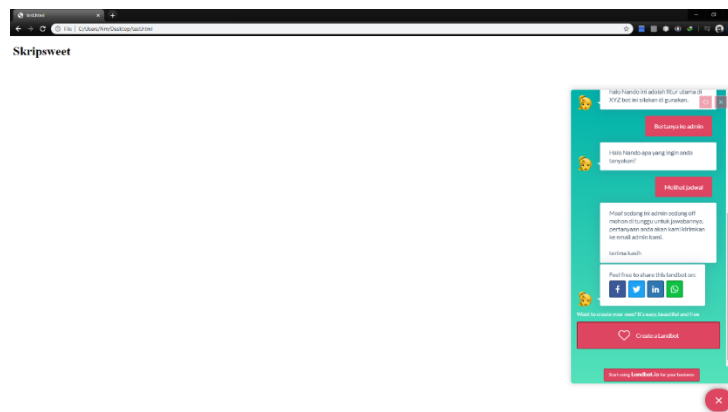 test.html
File | C:/Users/Arm/Desktop/test.html
Skripsweet
Halo Nando ini adalah fitur utama di
XYZ bot ini silakan di gunakan.
Bertanya ke admin
Halo Nando apa yang ingin anda
tanyakan?
Melihat jadwal
Maaf sedang ini admin sedang off
mohon di tunggu untuk jawabannya,
pertanyaan anda akan kami kirimkan
ke email admin kami.
terima kasih
Feel free to share this landbot on:
Want to create your own? It's easy, beautiful and free
Create a Landbot
Start using Landbot.io for your business